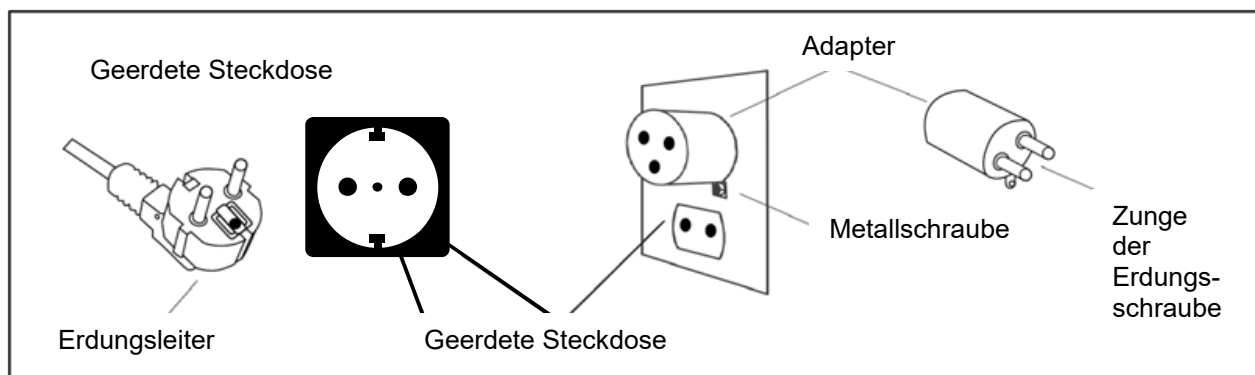 Adapter
Geerdete Steckdose
Metallschraube
Zunge
der
Erdungs-
schraube
Erdungsleiter
Geerdete Steckdose